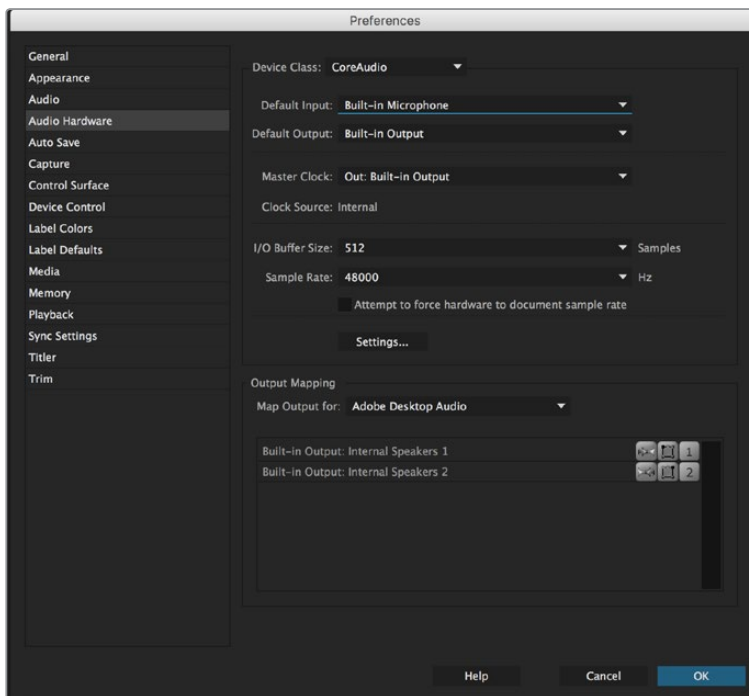 Preferences
General
Appearance
Audio
Audio Hardware
Auto Save
Capture
Control Surface
Device Control
Label Colors
Label Defaults
Media
Memory
Playback
Sync Settings
Titler
Trim
Device Class: CoreAudio
Default Input: Built-in Microphone
Default Output: Built-in Output
Master Clock: Out: Built-in Output
Clock Source: Internal
I/O Buffer Size: 512 Samples
Sample Rate: 48000 Hz
Attempt to force hardware to document sample rate
Settings...
Output Mapping
Map Output for: Adobe Desktop Audio
Built-in Output: Internal Speakers 1 1
Built-in Output: Internal Speakers 2 2
Help Cancel OK